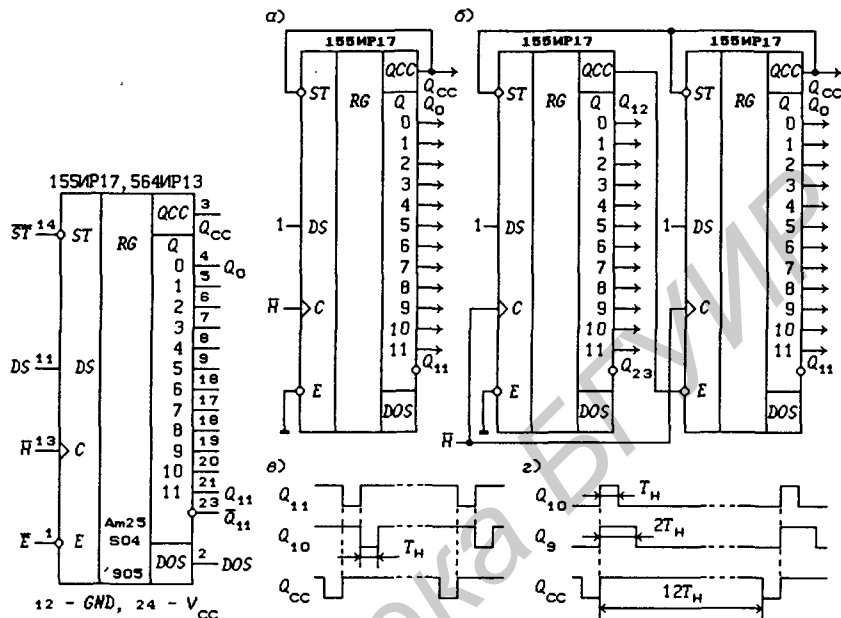 а)
155ИР17
ST
RG
QCC
Q_CC
Q
Q_0
0
1
2
3
4
5
6
7
8
9
10
11
Q_11
1
DS
H̅
C
E
DOS
б)
155ИР17
ST
RG
QCC
Q
Q_12
0
1
2
3
4
5
6
7
8
9
10
11
Q_23
1
DS
C
E
H̅
DOS
155ИР17
ST
RG
QCC
Q_CC
Q
Q_0
0
1
2
3
4
5
6
7
8
9
10
11
Q_11
1
DS
C
E
DOS
155ИР17, 564ИР13
S̅T̅ 14 ST
RG
QCC 3
Q_CC
Q
0 4 Q_0
1 5
2 6
3 7
4 8
5 9
6 18
7 17
8 18
9 19
10 20
11 21 Q_11
23 Q̅_11
DS 11 DS
H̅ 13 C
E̅ 1 E
Am25
S04
'905
DOS 2 DOS
12 - GND, 24 - V_CC
в)
Q_11
Q_10
T_H
Q_CC
г)
Q_10
T_H
Q_9
2T_H
Q_CC
12T_H
ока БГУИР